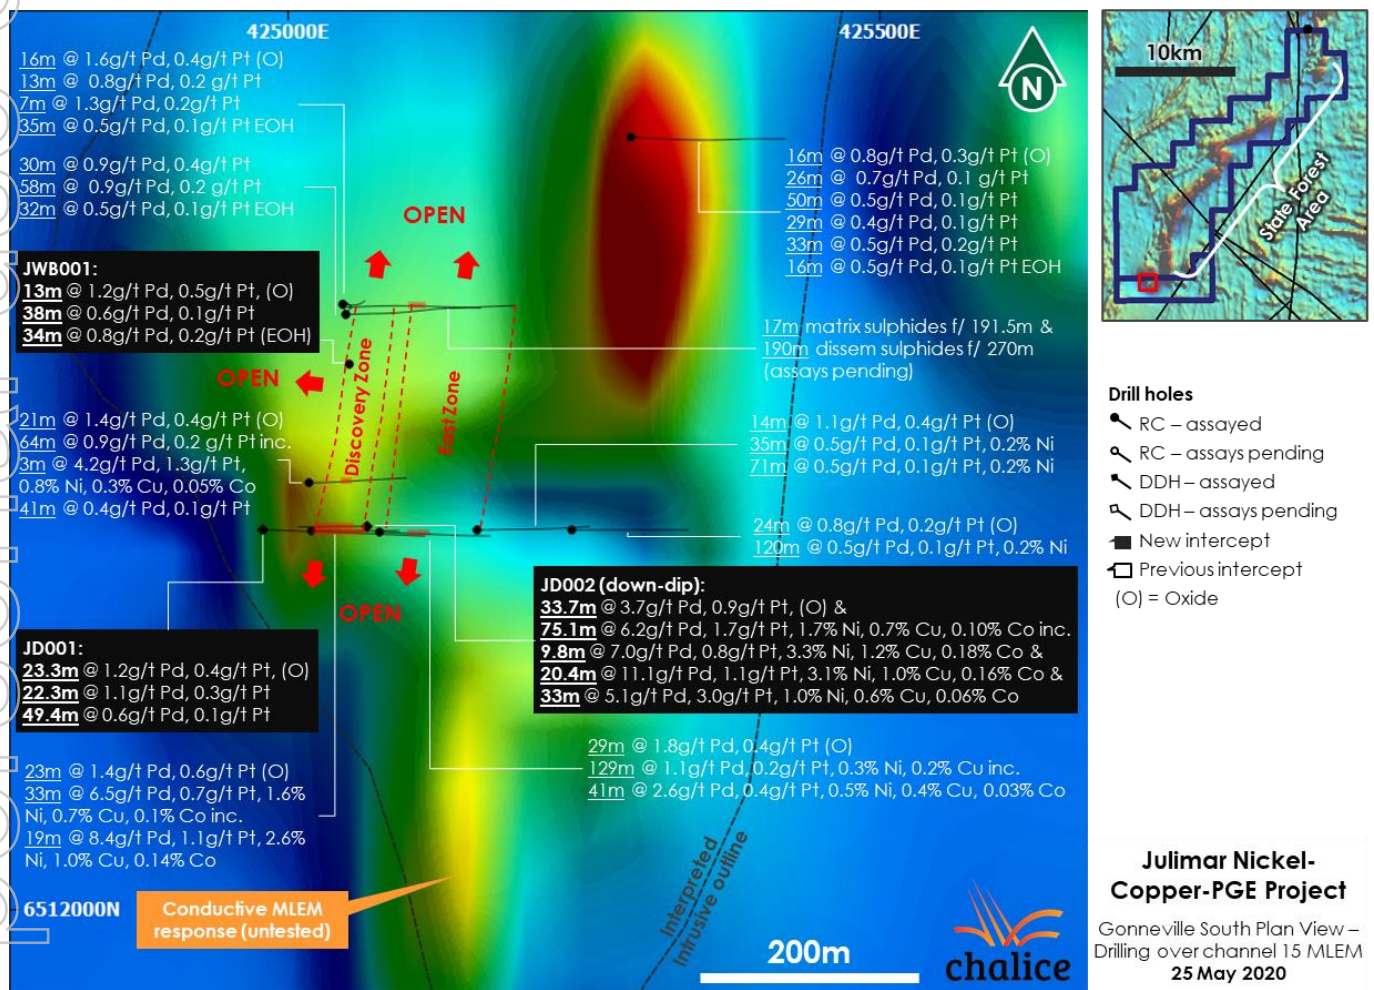 425000E
425500E
16m @ 1.6g/t Pd, 0.4g/t Pt (O)
13m @ 0.8g/t Pd, 0.2 g/t Pt
7m @ 1.3g/t Pd, 0.2g/t Pt
35m @ 0.5g/t Pd, 0.1g/t Pt EOH
30m @ 0.9g/t Pd, 0.4g/t Pt
58m @ 0.9g/t Pd, 0.2 g/t Pt
32m @ 0.5g/t Pd, 0.1g/t Pt EOH
JWB001:
13m @ 1.2g/t Pd, 0.5g/t Pt, (O)
38m @ 0.6g/t Pd, 0.1g/t Pt
34m @ 0.8g/t Pd, 0.2g/t Pt (EOH)
OPEN
OPEN
21m @ 1.4g/t Pd, 0.4g/t Pt (O)
64m @ 0.9g/t Pd, 0.2 g/t Pt inc.
3m @ 4.2g/t Pd, 1.3g/t Pt,
0.8% Ni, 0.3% Cu, 0.05% Co
41m @ 0.4g/t Pd, 0.1g/t Pt
Discovery Zone
East Zone
OPEN
JD001:
23.3m @ 1.2g/t Pd, 0.4g/t Pt, (O)
22.3m @ 1.1g/t Pd, 0.3g/t Pt
49.4m @ 0.6g/t Pd, 0.1g/t Pt
23m @ 1.4g/t Pd, 0.6g/t Pt (O)
33m @ 6.5g/t Pd, 0.7g/t Pt, 1.6%
Ni, 0.7% Cu, 0.1% Co inc.
19m @ 8.4g/t Pd, 1.1g/t Pt, 2.6%
Ni, 1.0% Cu, 0.14% Co
6512000N
Conductive MLEM
response (untested)
N
16m @ 0.8g/t Pd, 0.3g/t Pt (O)
26m @ 0.7g/t Pd, 0.1 g/t Pt
50m @ 0.5g/t Pd, 0.1g/t Pt
29m @ 0.4g/t Pd, 0.1g/t Pt
33m @ 0.5g/t Pd, 0.2g/t Pt
16m @ 0.5g/t Pd, 0.1g/t Pt EOH
17m matrix sulphides f/ 191.5m &
190m dissem sulphides f/ 270m
(assays pending)
14m @ 1.1g/t Pd, 0.4g/t Pt (O)
35m @ 0.5g/t Pd, 0.1g/t Pt, 0.2% Ni
71m @ 0.5g/t Pd, 0.1g/t Pt, 0.2% Ni
24m @ 0.8g/t Pd, 0.2g/t Pt (O)
120m @ 0.5g/t Pd, 0.1g/t Pt, 0.2% Ni
JD002 (down-dip):
33.7m @ 3.7g/t Pd, 0.9g/t Pt, (O) &
75.1m @ 6.2g/t Pd, 1.7g/t Pt, 1.7% Ni, 0.7% Cu, 0.10% Co inc.
9.8m @ 7.0g/t Pd, 0.8g/t Pt, 3.3% Ni, 1.2% Cu, 0.18% Co &
20.4m @ 11.1g/t Pd, 1.1g/t Pt, 3.1% Ni, 1.0% Cu, 0.16% Co &
33m @ 5.1g/t Pd, 3.0g/t Pt, 1.0% Ni, 0.6% Cu, 0.06% Co
29m @ 1.8g/t Pd, 0.4g/t Pt (O)
129m @ 1.1g/t Pd, 0.2g/t Pt, 0.3% Ni, 0.2% Cu inc.
41m @ 2.6g/t Pd, 0.4g/t Pt, 0.5% Ni, 0.4% Cu, 0.03% Co
Interpreted
Intrusive outline
200m
chalice
10km
State Forest
Area
Drill holes
RC – assayed
RC – assays pending
DDH – assayed
DDH – assays pending
New intercept
Previous intercept
(O) = Oxide
Julimar Nickel-
Copper-PGE Project
Gonneville South Plan View –
Drilling over channel 15 MLEM
25 May 2020